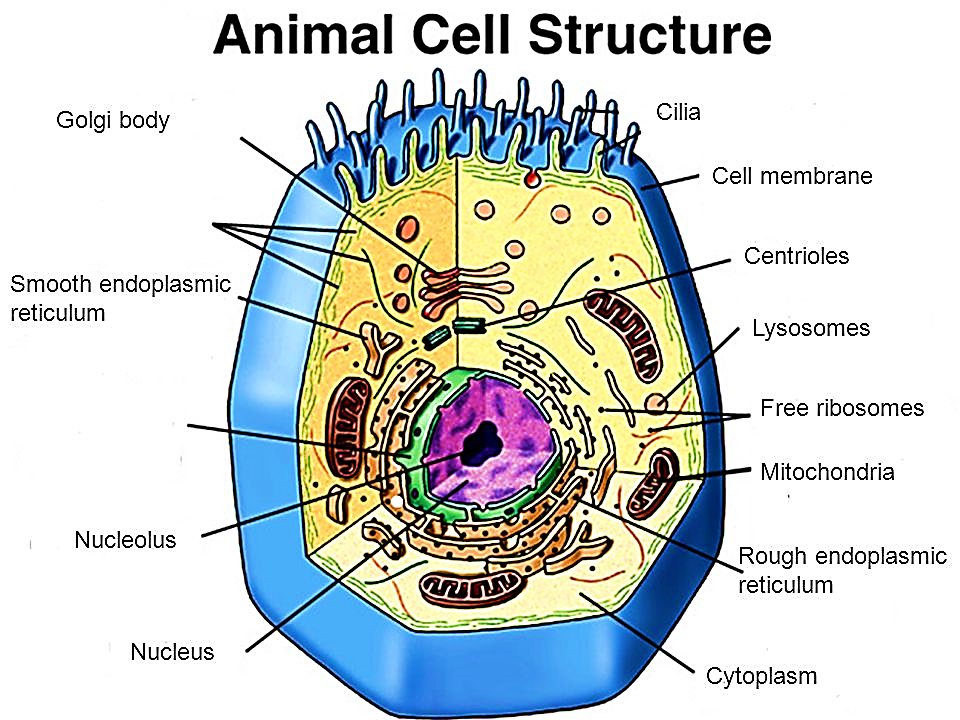 Animal Cell Structure
Golgi body
Cilia
Cell membrane
Centrioles
Smooth endoplasmic
reticulum
Lysosomes
Free ribosomes
Mitochondria
Nucleolus
Rough endoplasmic
reticulum
Nucleus
Cytoplasm